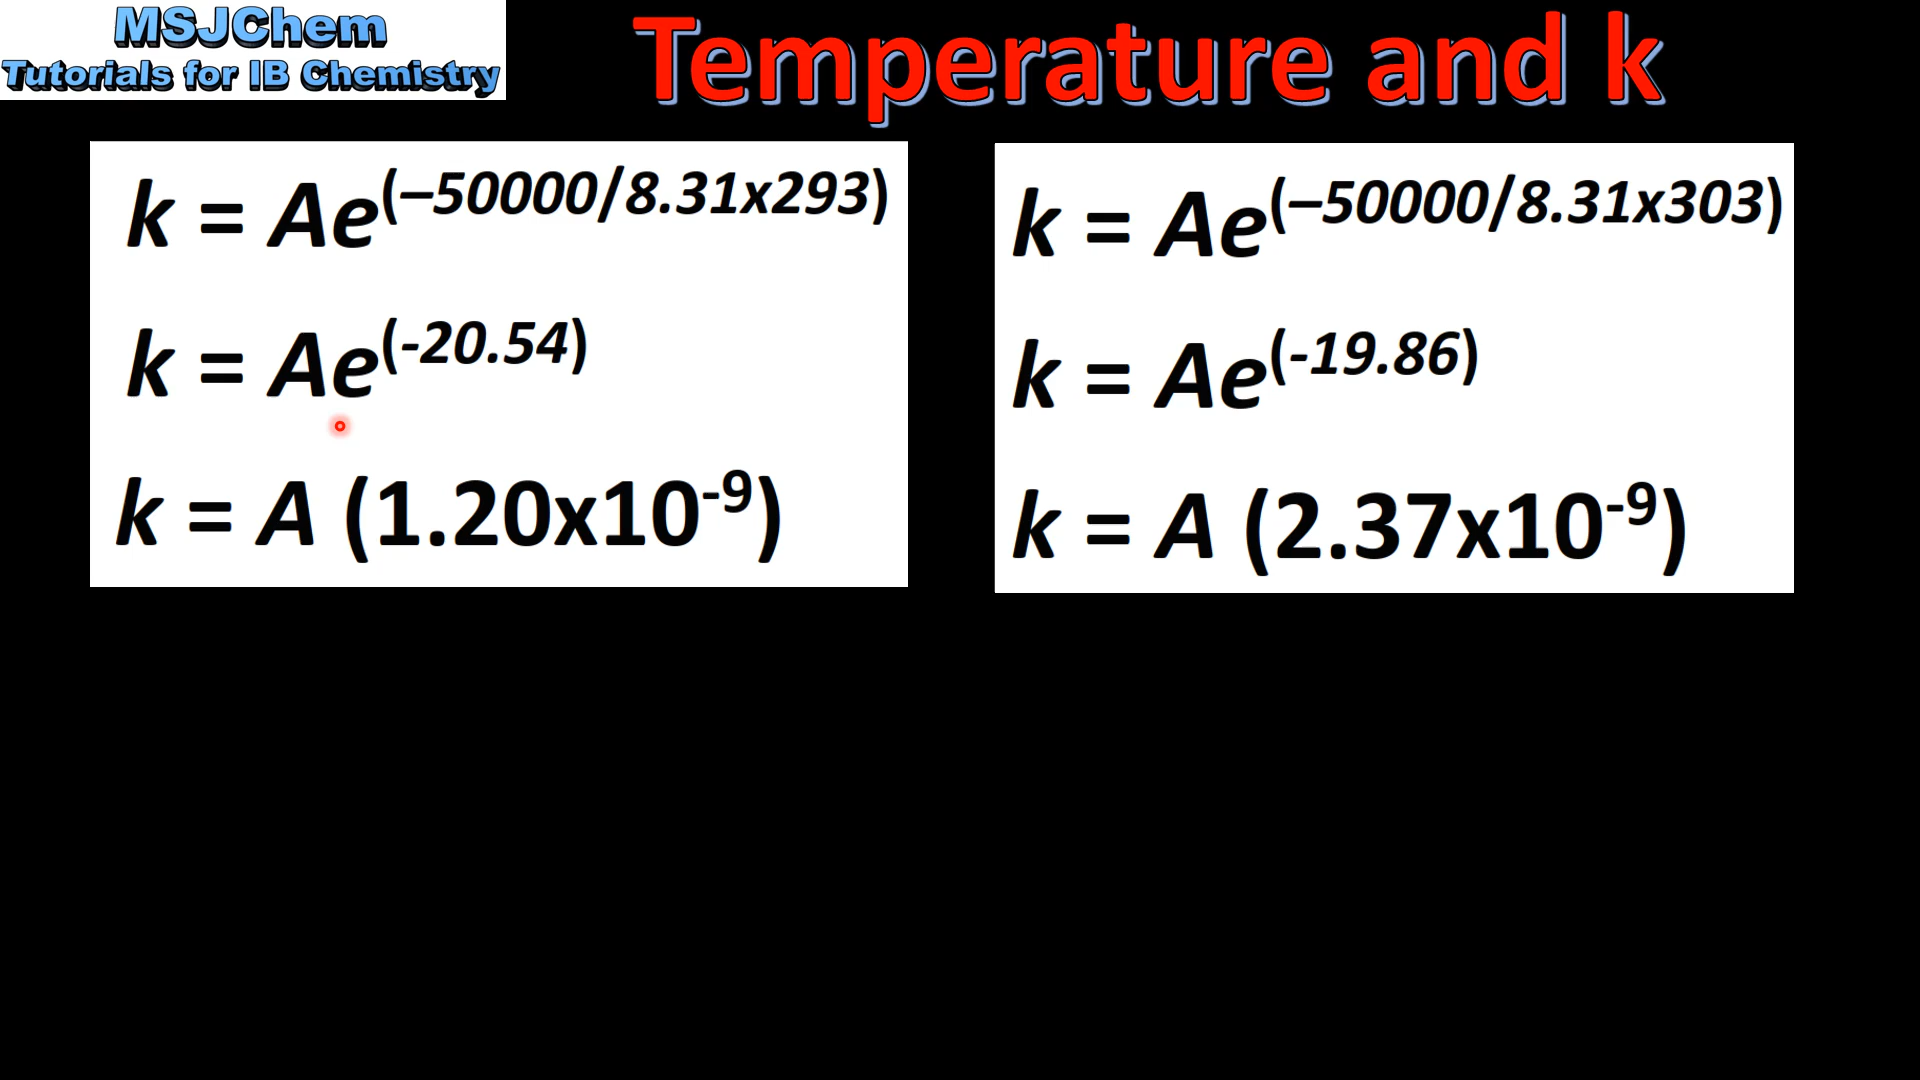 MSJChem
Tutorials for IB Chemistry
Temperature and k
k = Ae^(–50000/8.31x293)
k = Ae^(-20.54)
k = A (1.20x10^-9)
k = Ae^(–50000/8.31x303)
k = Ae^(-19.86)
k = A (2.37x10^-9)